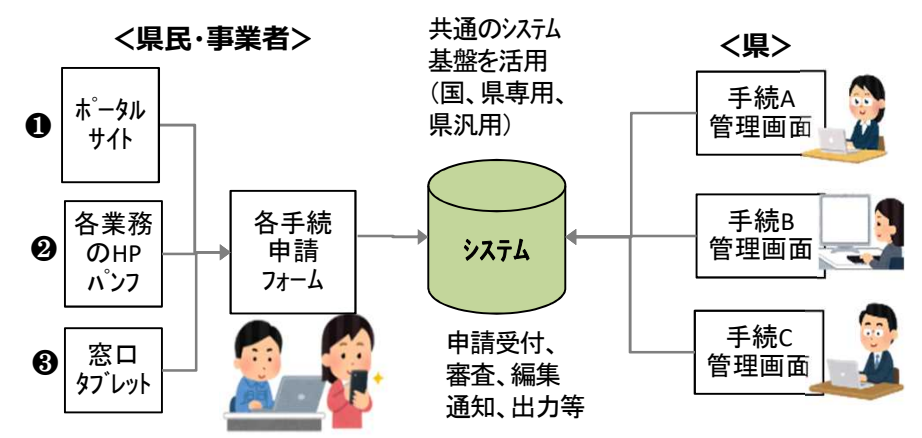 <県民・事業者>
❶
ポータル
サイト
❷
各業務
のHP
パンフ
❸
窓口
タブレット
各手続
申請
フォーム
共通のシステム
基盤を活用
（国、県専用、
県汎用）
システム
申請受付、
審査、編集
通知、出力等
<県>
手続A
管理画面
手続B
管理画面
手続C
管理画面